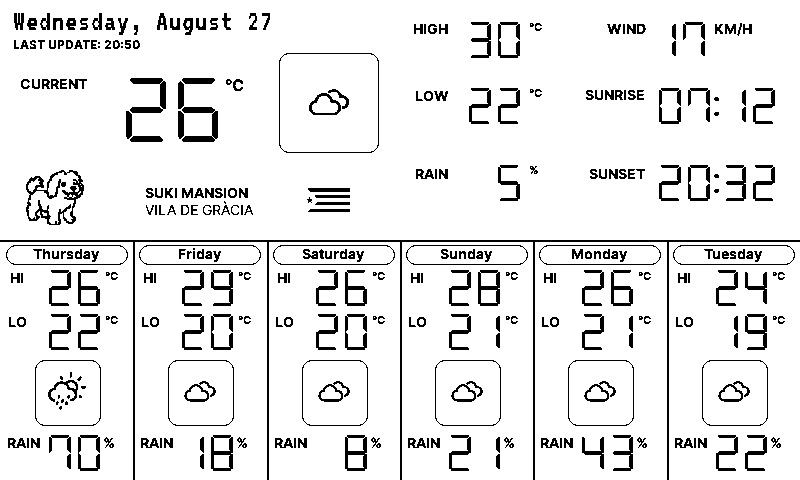 Wednesday, August 27
LAST UPDATE: 20:50
CURRENT 26 °C
SUKI MANSION
VILA DE GRÀCIA
HIGH 30 °C
LOW 22 °C
RAIN 5 %
WIND 17 KM/H
SUNRISE 07:12
SUNSET 20:32
Thursday
HI 26 °C
LO 22 °C
RAIN 70 %
Friday
HI 29 °C
LO 20 °C
RAIN 18 %
Saturday
HI 26 °C
LO 20 °C
RAIN 8 %
Sunday
HI 28 °C
LO 21 °C
RAIN 21 %
Monday
HI 26 °C
LO 21 °C
RAIN 43 %
Tuesday
HI 24 °C
LO 19 °C
RAIN 22 %